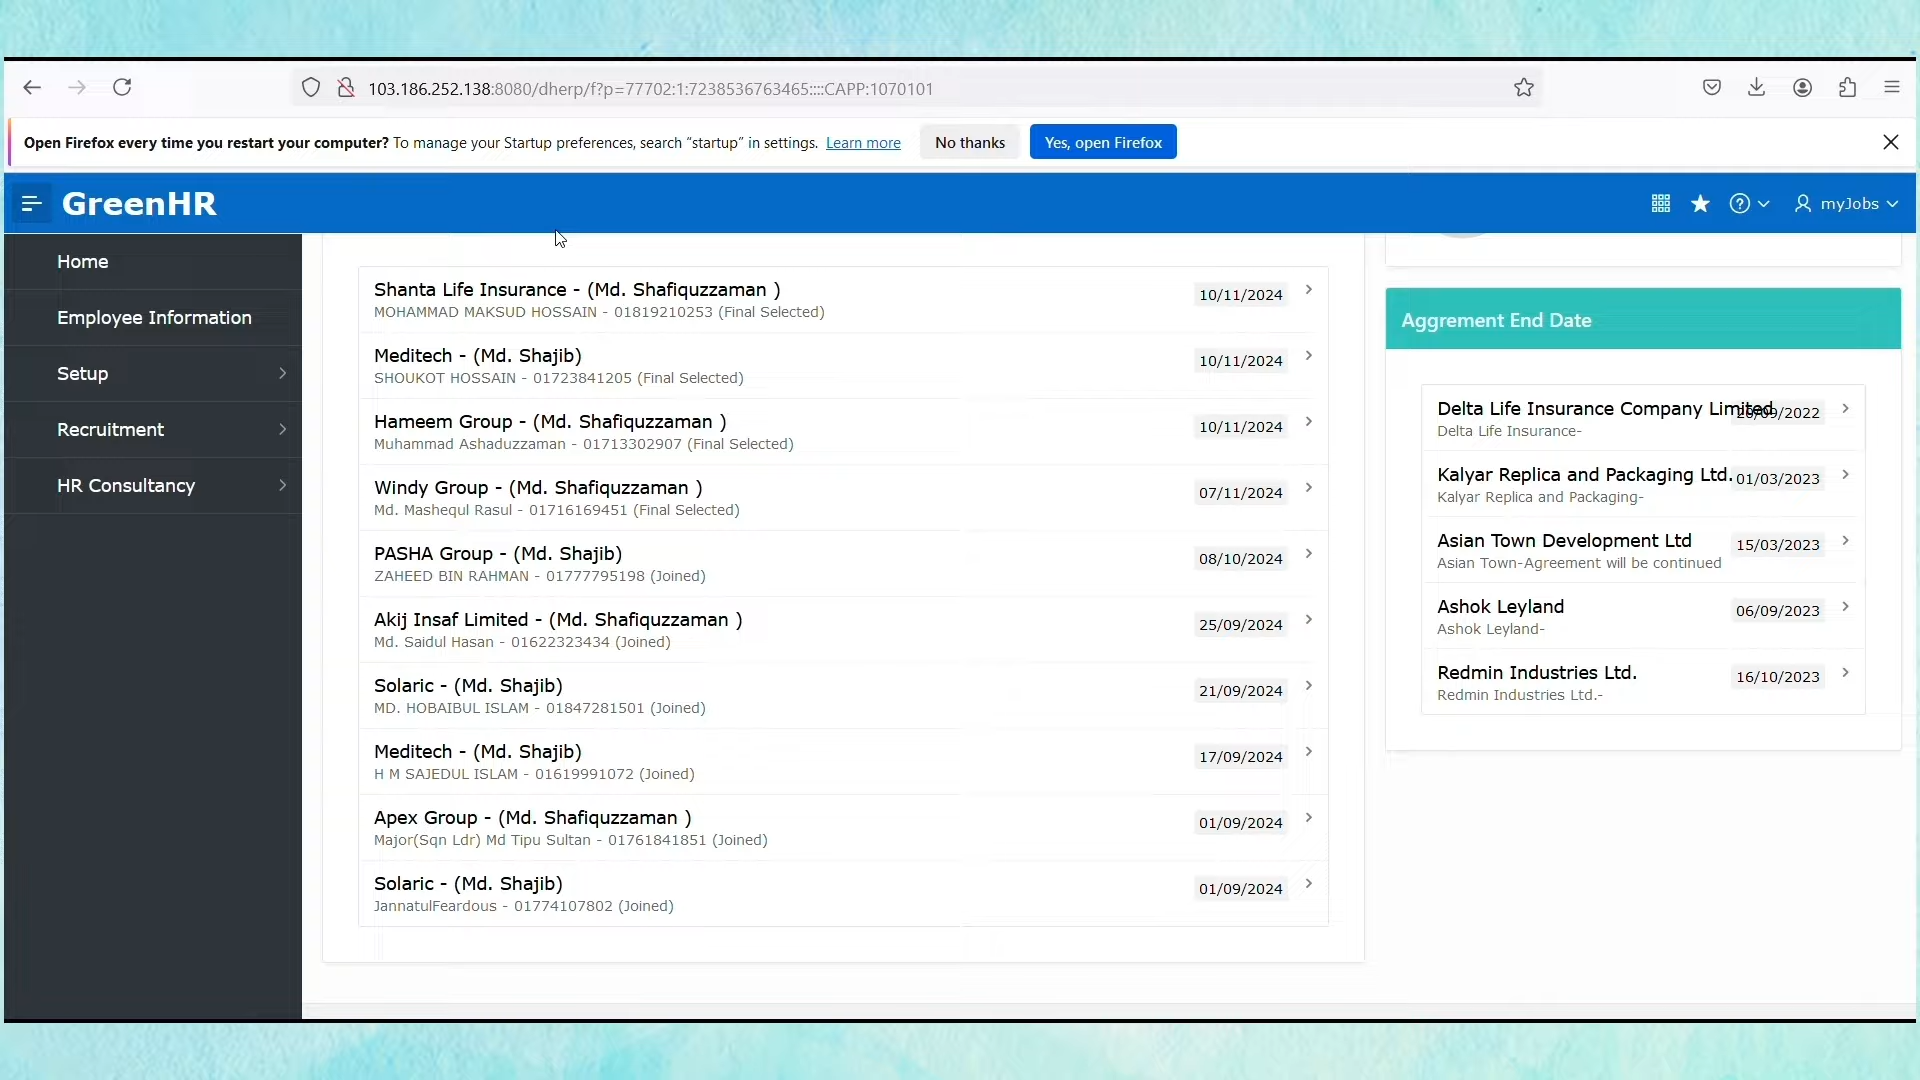 103.186.252.138:8080/dherp/f?p=77702:1:7238536763465::::CAPP:1070101
Open Firefox every time you restart your computer? To manage your Startup preferences, search “startup” in settings. Learn more No thanks Yes, open Firefox
GreenHR
myJobs
Home
Employee Information
Setup
Recruitment
HR Consultancy
Shanta Life Insurance - (Md. Shafiquzzaman ) 10/11/2024
MOHAMMAD MAKSUD HOSSAIN - 01819210253 (Final Selected)
Meditech - (Md. Shajib) 10/11/2024
SHOUKOT HOSSAIN - 01723841205 (Final Selected)
Hameem Group - (Md. Shafiquzzaman ) 10/11/2024
Muhammad Ashaduzzaman - 01713302907 (Final Selected)
Windy Group - (Md. Shafiquzzaman ) 07/11/2024
Md. Mashequl Rasul - 01716169451 (Final Selected)
PASHA Group - (Md. Shajib) 08/10/2024
ZAHEED BIN RAHMAN - 01777795198 (Joined)
Akij Insaf Limited - (Md. Shafiquzzaman ) 25/09/2024
Md. Saidul Hasan - 01622323434 (Joined)
Solaric - (Md. Shajib) 21/09/2024
MD. HOBAIBUL ISLAM - 01847281501 (Joined)
Meditech - (Md. Shajib) 17/09/2024
H M SAJEDUL ISLAM - 01619991072 (Joined)
Apex Group - (Md. Shafiquzzaman ) 01/09/2024
Major(Sqn Ldr) Md Tipu Sultan - 01761841851 (Joined)
Solaric - (Md. Shajib) 01/09/2024
JannatulFeardous - 01774107802 (Joined)
Aggrement End Date
Delta Life Insurance Company Limited 20/09/2022
Delta Life Insurance-
Kalyar Replica and Packaging Ltd. 01/03/2023
Kalyar Replica and Packaging-
Asian Town Development Ltd 15/03/2023
Asian Town-Agreement will be continued
Ashok Leyland 06/09/2023
Ashok Leyland-
Redmin Industries Ltd. 16/10/2023
Redmin Industries Ltd.-